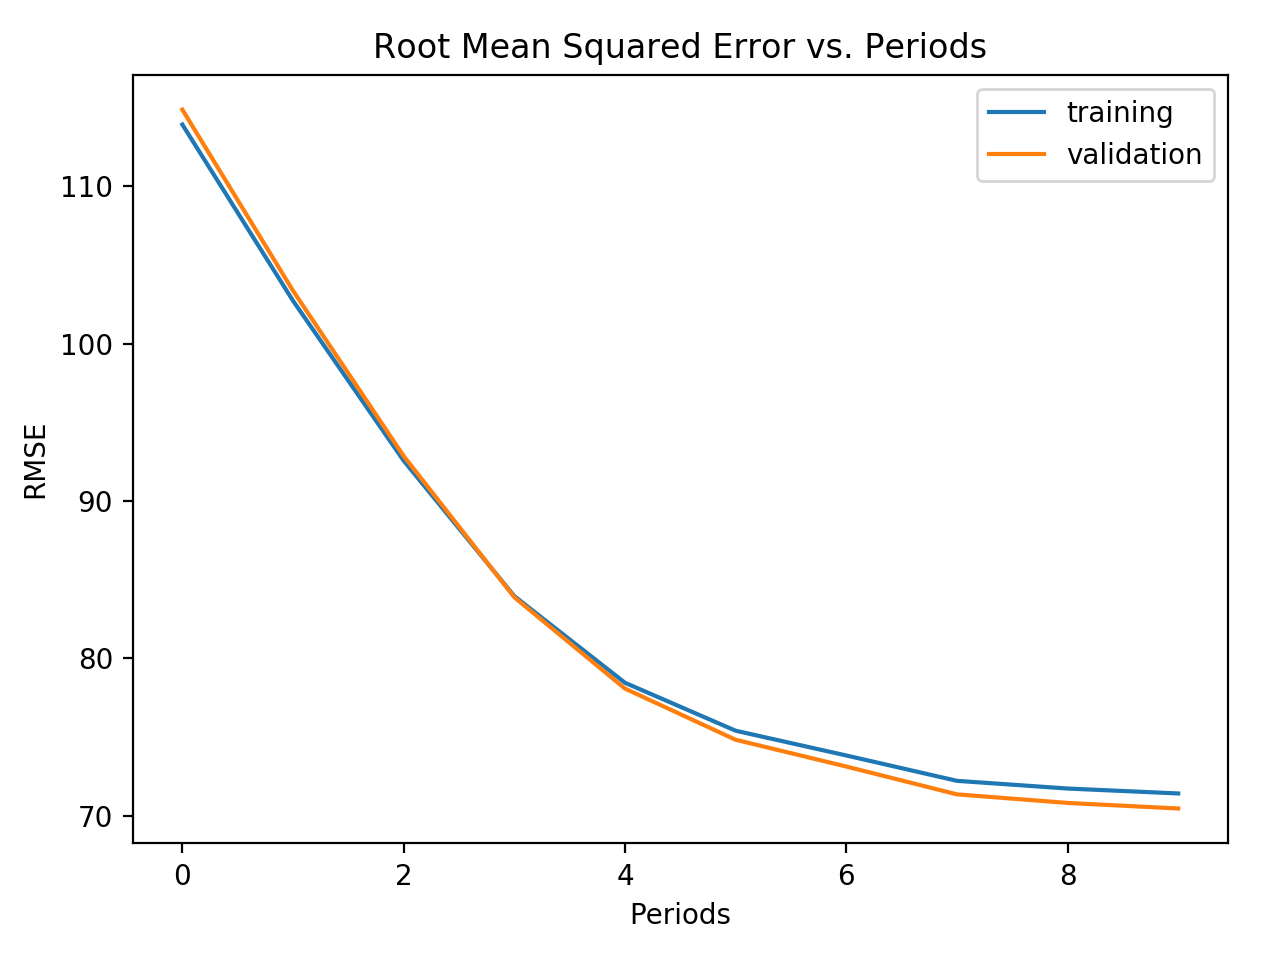 Root Mean Squared Error vs. Periods
training
validation
110
100
90
80
70
RMSE
0 2 4 6 8
Periods